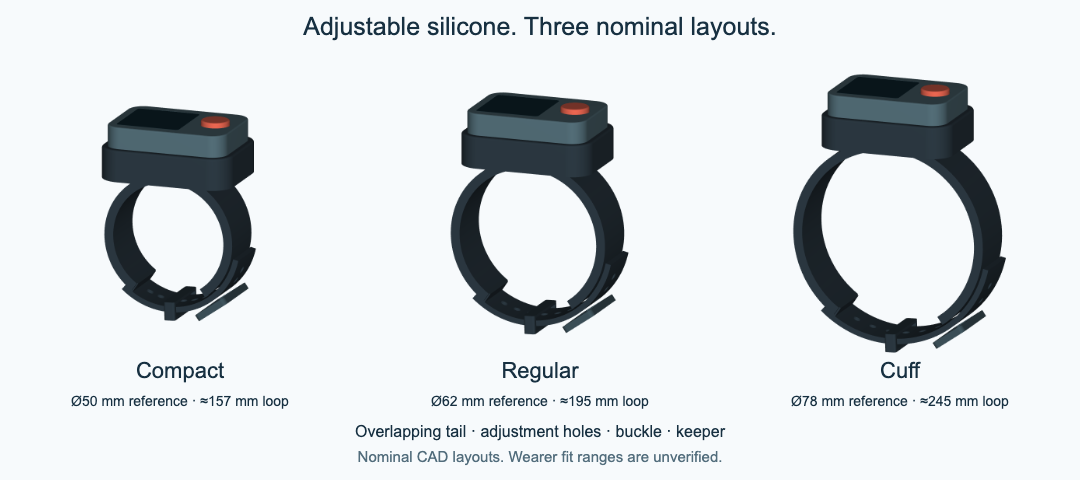 Adjustable silicone. Three nominal layouts.
Compact
Ø50 mm reference · ≈157 mm loop
Regular
Ø62 mm reference · ≈195 mm loop
Cuff
Ø78 mm reference · ≈245 mm loop
Overlapping tail · adjustment holes · buckle · keeper
Nominal CAD layouts. Wearer fit ranges are unverified.